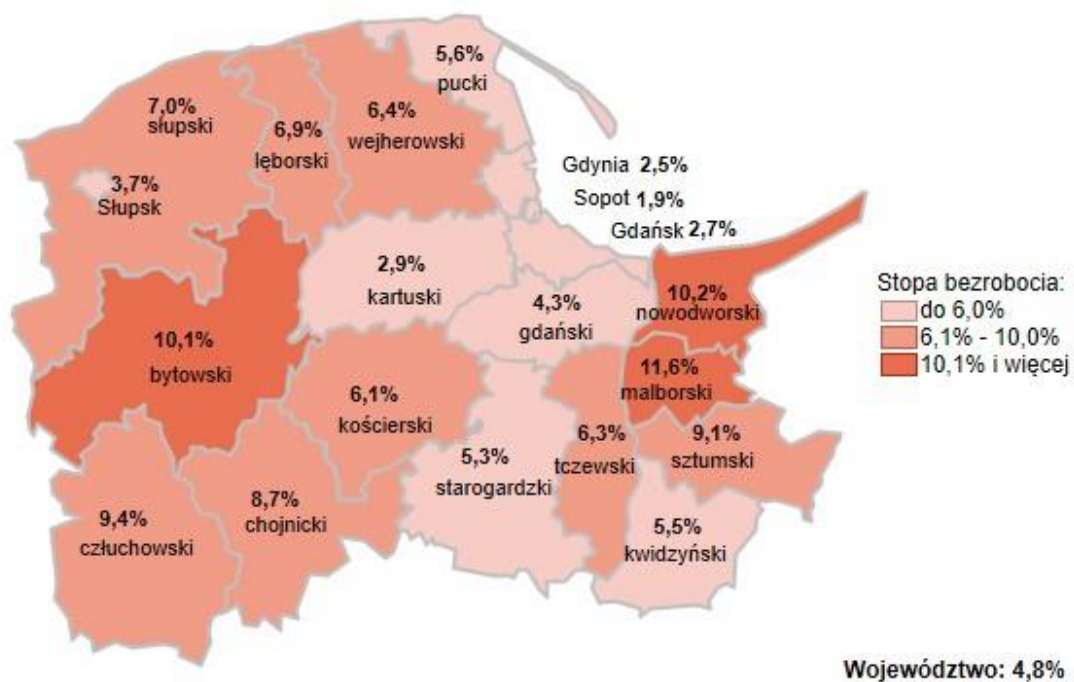 5,6%
pucki
7,0%
słupski
6,9%
lęborski
6,4%
wejherowski
Gdynia 2,5%
3,7%
Słupsk
Sopot 1,9%
Gdańsk 2,7%
2,9%
kartuski
4,3%
gdański
10,2%
nowodworski
Stopa bezrobocia:
do 6,0%
6,1% - 10,0%
10,1% i więcej
10,1%
bytowski
6,1%
kościerski
11,6%
malborski
5,3%
starogardzki
6,3%
tczewski
9,1%
sztumski
9,4%
człuchowski
8,7%
chojnicki
5,5%
kwidzyński
Województwo: 4,8%